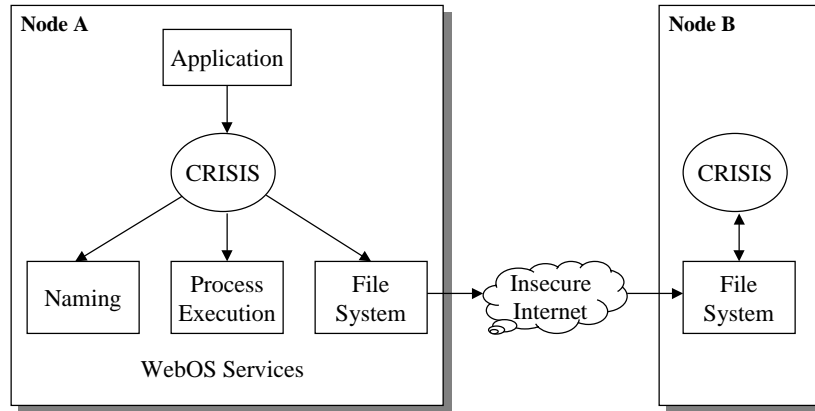 Node A
Application
CRISIS
Naming
Process
Execution
File
System
WebOS Services
Insecure
Internet
Node B
CRISIS
File
System